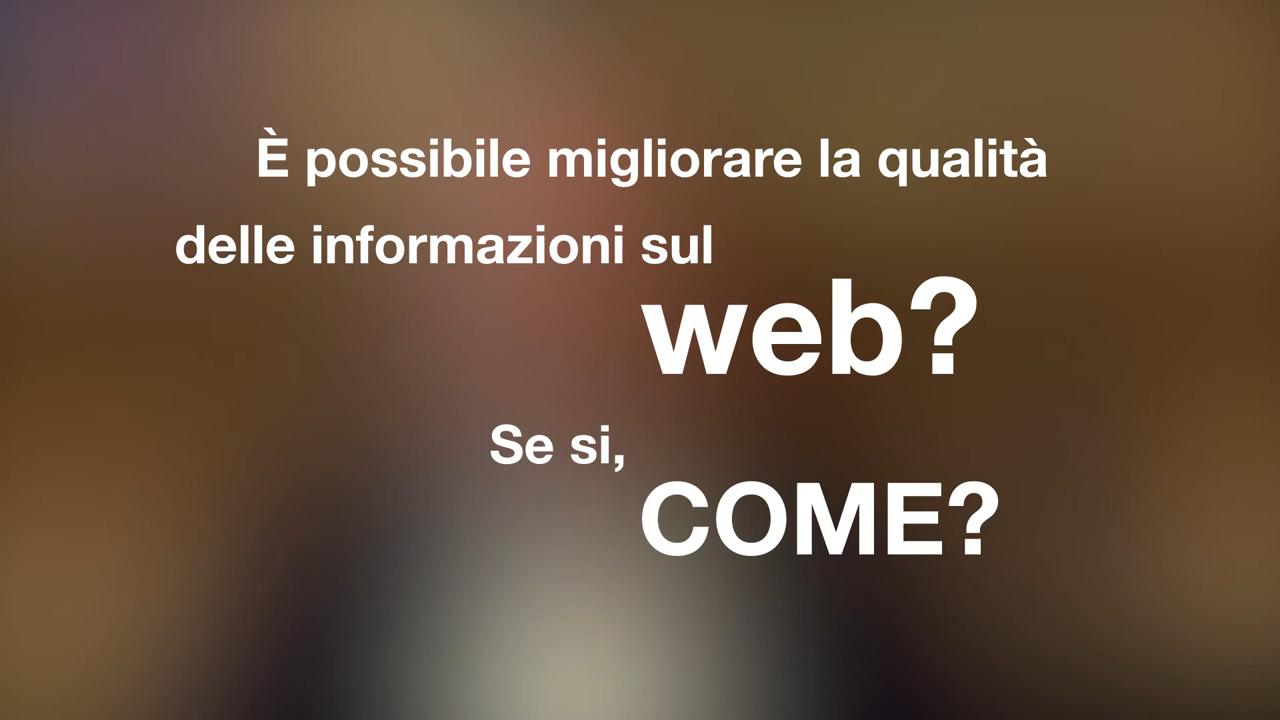 È possibile migliorare la qualità
delle informazioni sul
web?
Se si,
COME?